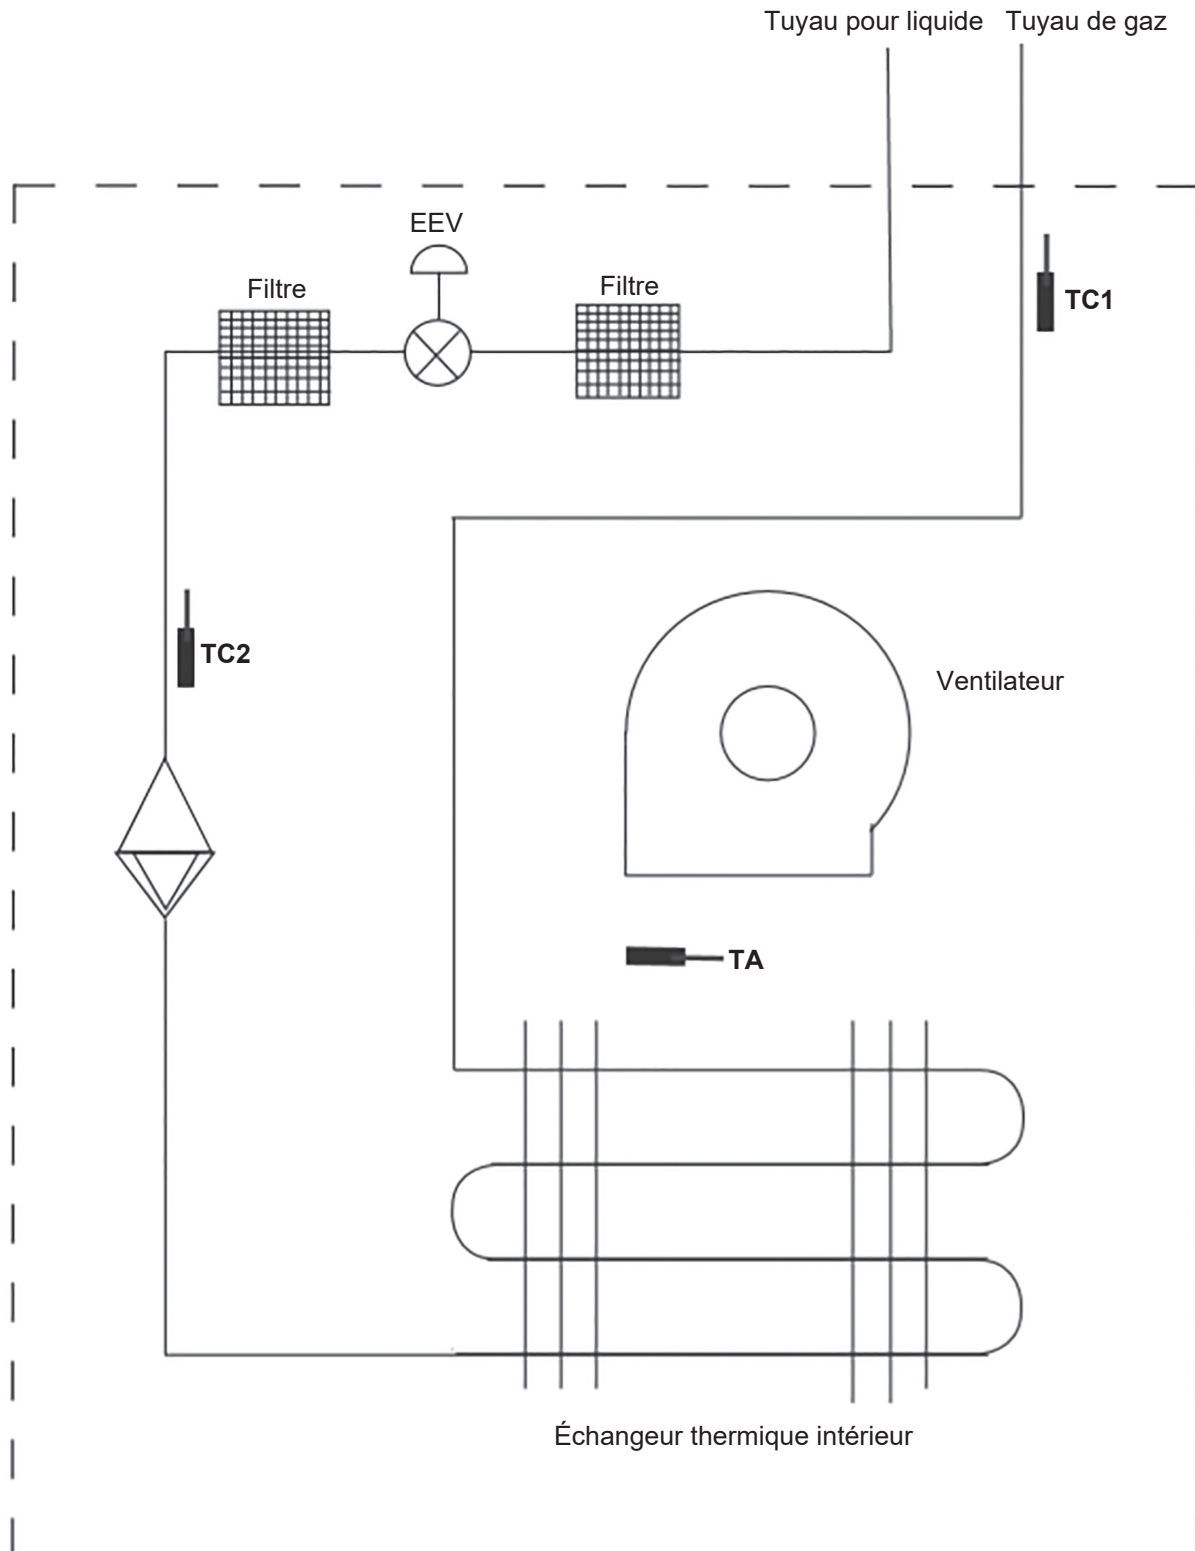 Tuyau pour liquide
Tuyau de gaz
EEV
Filtre
Filtre
TC1
TC2
Ventilateur
TA
Échangeur thermique intérieur